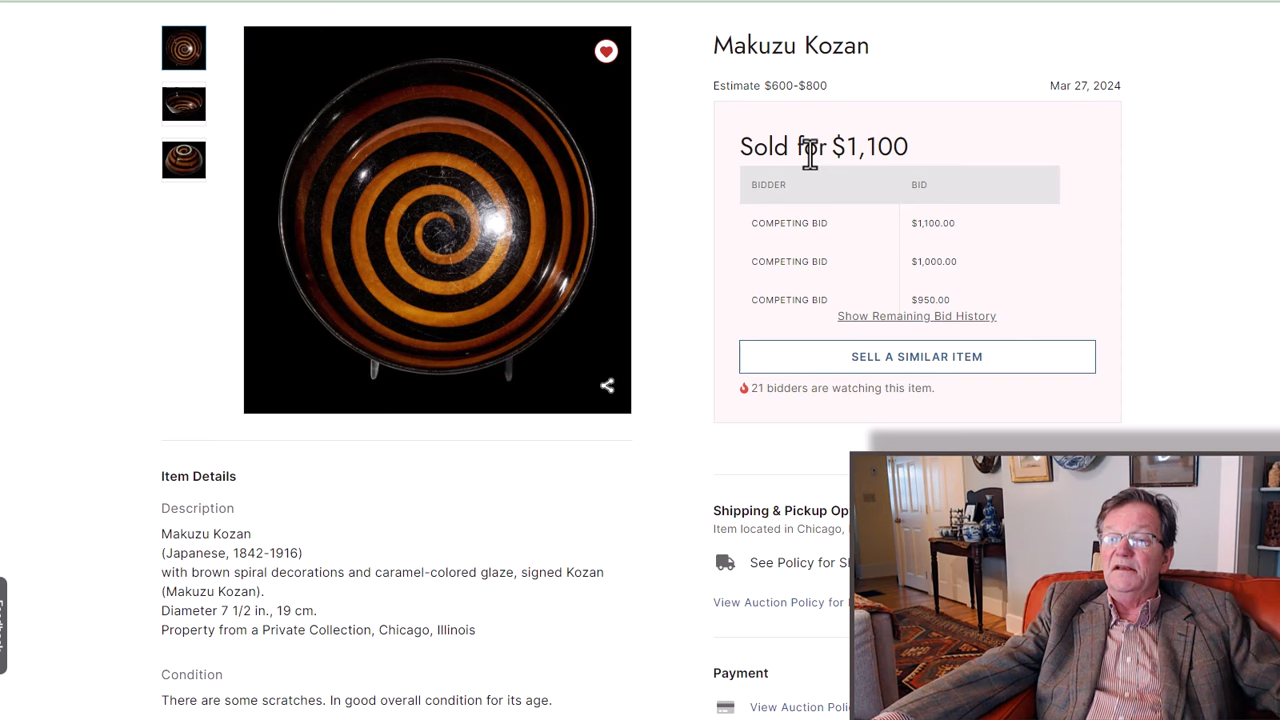 Makuzu Kozan
Estimate $600-$800
Mar 27, 2024
Sold for $1,100
BIDDER BID
COMPETING BID $1,100.00
COMPETING BID $1,000.00
COMPETING BID $950.00
Show Remaining Bid History
SELL A SIMILAR ITEM
21 bidders are watching this item.
Item Details
Description
Makuzu Kozan
(Japanese, 1842-1916)
with brown spiral decorations and caramel-colored glaze, signed Kozan
(Makuzu Kozan).
Diameter 7 1/2 in., 19 cm.
Property from a Private Collection, Chicago, Illinois
Condition
There are some scratches. In good overall condition for its age.
Shipping & Pickup Op
Item located in Chicago,
See Policy for S
View Auction Policy for
Payment
View Auction Poli